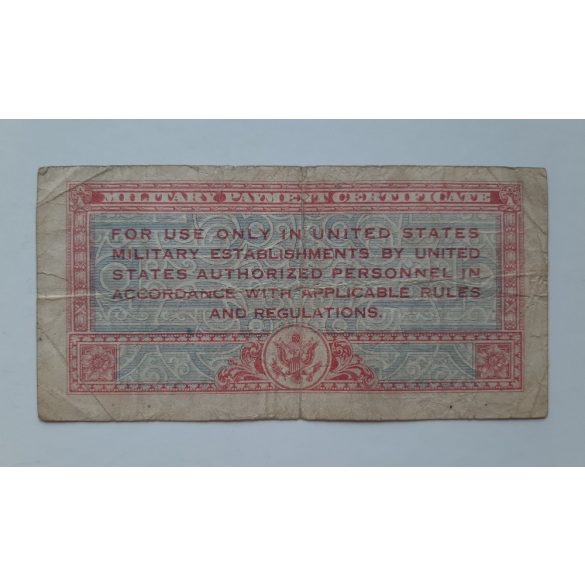 MILITARY PAYMENT CERTIFICATE
FOR USE ONLY IN UNITED STATES
MILITARY ESTABLISHMENTS BY UNITED
STATES AUTHORIZED PERSONNEL IN
ACCORDANCE WITH APPLICABLE RULES
AND REGULATIONS.